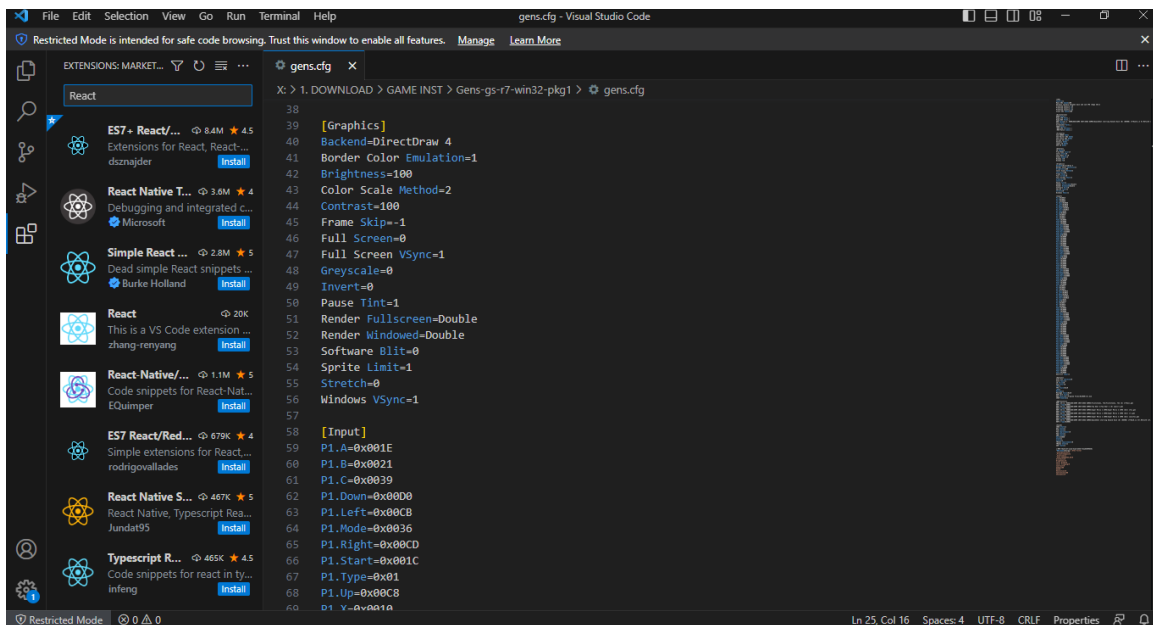 File Edit Selection View Go Run Terminal Help
gens.cfg - Visual Studio Code
Restricted Mode is intended for safe code browsing. Trust this window to enable all features. Manage Learn More
EXTENSIONS: MARKET...
React
ES7+ React/... 8.4M 4.5
Extensions for React, React-...
dsznajder Install
React Native T... 3.6M 4
Debugging and integrated c...
Microsoft Install
Simple React ... 2.8M 5
Dead simple React snippets ...
Burke Holland Install
React 20K
This is a VS Code extension ...
zhang-renyang Install
React-Native/... 1.1M 5
Code snippets for React-Nat...
EQuimper Install
ES7 React/Red... 679K 4
Simple extensions for React,...
rodrigovallades Install
React Native S... 467K 5
React Native, Typescript Rea...
Jundat95 Install
Typescript R... 465K 4.5
Code snippets for react in ty...
infeng Install
1
gens.cfg
X: > 1. DOWNLOAD > GAME INST > Gens-gs-r7-win32-pkg1 > gens.cfg
38
39 [Graphics]
40 Backend=DirectDraw 4
41 Border Color Emulation=1
42 Brightness=100
43 Color Scale Method=2
44 Contrast=100
45 Frame Skip=-1
46 Full Screen=0
47 Full Screen VSync=1
48 Greyscale=0
49 Invert=0
50 Pause Tint=1
51 Render Fullscreen=Double
52 Render Windowed=Double
53 Software Blit=0
54 Sprite Limit=1
55 Stretch=0
56 Windows VSync=1
57
58 [Input]
59 P1.A=0x001E
60 P1.B=0x0021
61 P1.C=0x0039
62 P1.Down=0x00D0
63 P1.Left=0x00CB
64 P1.Mode=0x0036
65 P1.Right=0x00CD
66 P1.Start=0x001C
67 P1.Type=0x01
68 P1.Up=0x00C8
69 P1.X=0x0010
Restricted Mode 0 0 Ln 25, Col 16 Spaces: 4 UTF-8 CRLF Properties